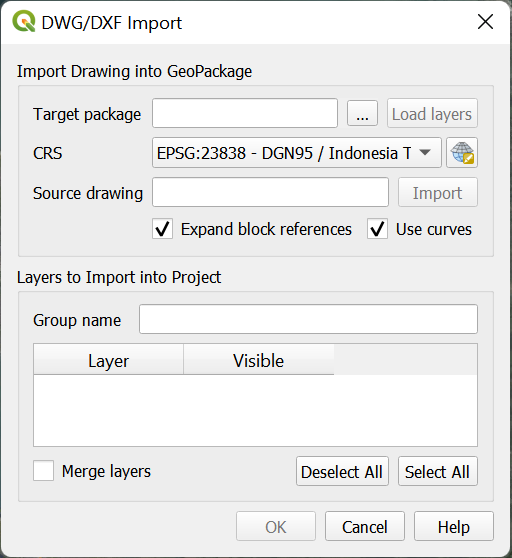 DWG/DXF Import
Import Drawing into GeoPackage
Target package ... Load layers
CRS EPSG:23838 - DGN95 / Indonesia T
Source drawing Import
Expand block references Use curves
Layers to Import into Project
Group name
Layer Visible
Merge layers Deselect All Select All
OK Cancel Help